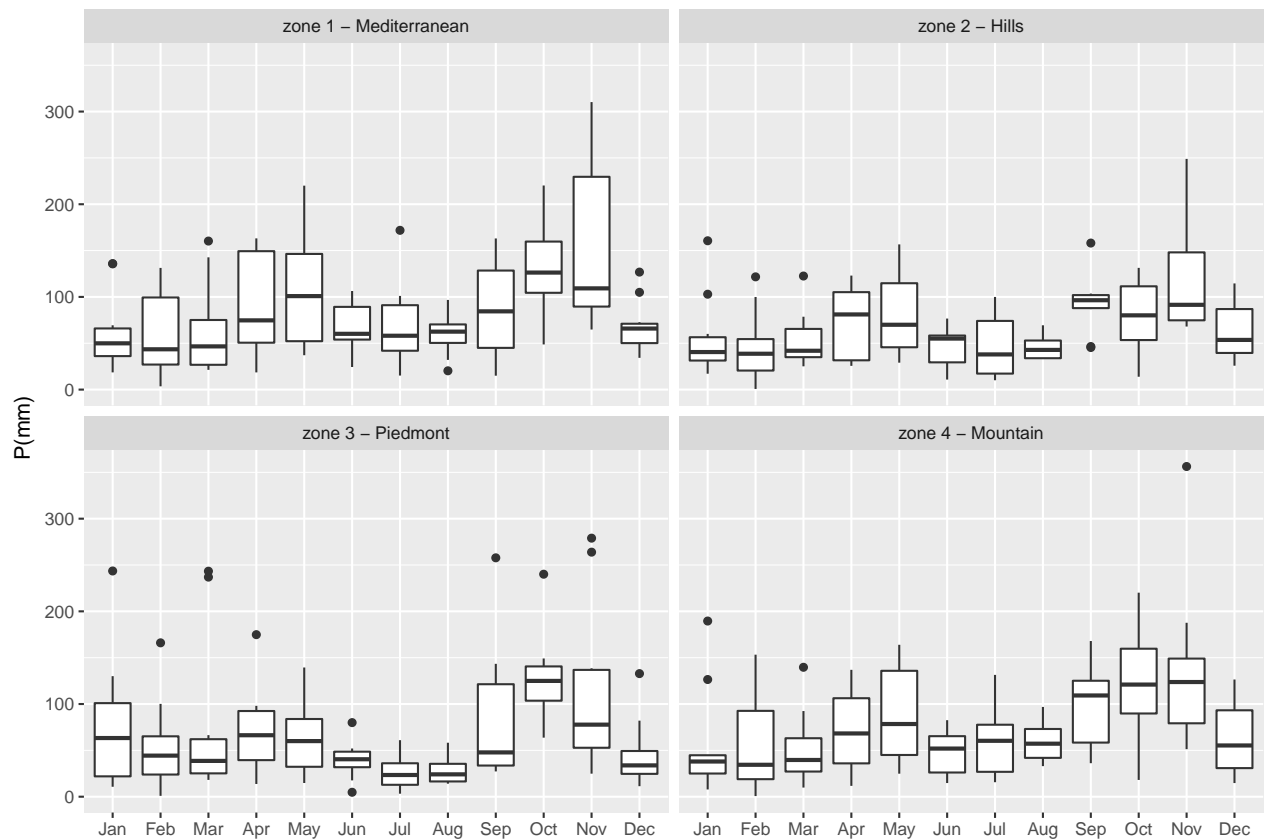 zone 1 – Mediterranean
zone 2 – Hills
300
200
100
0
zone 3 – Piedmont
zone 4 – Mountain
P(mm)
300
200
100
0
Jan Feb Mar Apr May Jun Jul Aug Sep Oct Nov Dec
Jan Feb Mar Apr May Jun Jul Aug Sep Oct Nov Dec